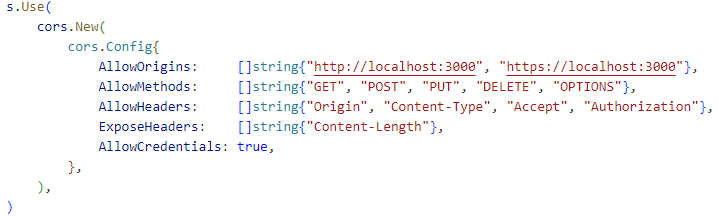 s.Use(
    cors.New(
        cors.Config{
            AllowOrigins:     []string{"http://localhost:3000", "https://localhost:3000"},
            AllowMethods:     []string{"GET", "POST", "PUT", "DELETE", "OPTIONS"},
            AllowHeaders:     []string{"Origin", "Content-Type", "Accept", "Authorization"},
            ExposeHeaders:    []string{"Content-Length"},
            AllowCredentials: true,
        },
    ),
)